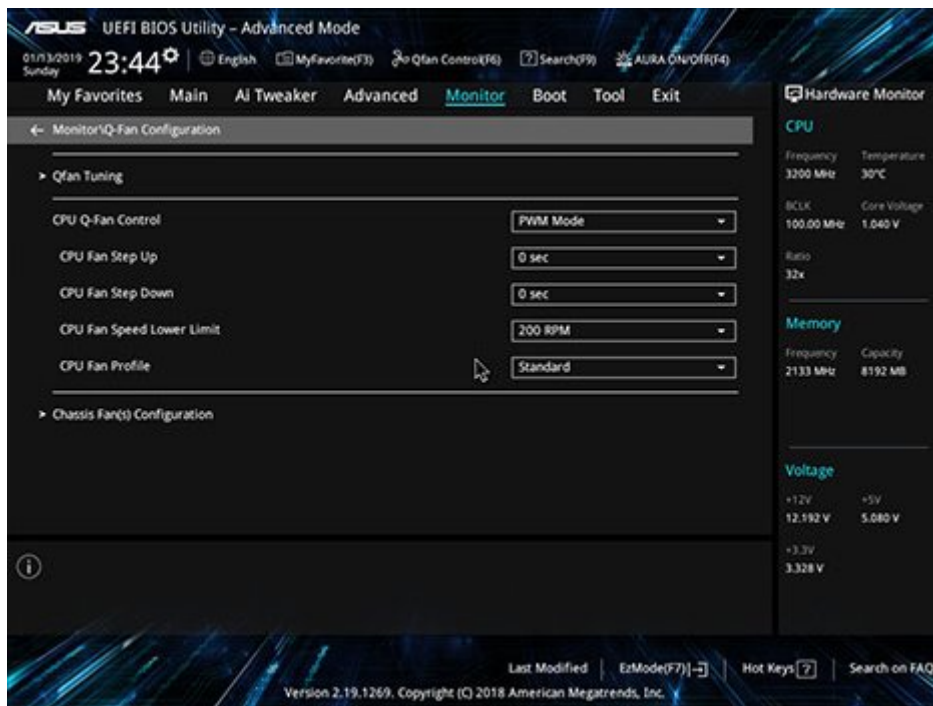 ASUS UEFI BIOS Utility – Advanced Mode
01/13/2019 Sunday 23:44 English MyFavorite(F3) Qfan Control(F6) ? Search(F9) AURA ON/OFF(F4)
My Favorites Main Ai Tweaker Advanced Monitor Boot Tool Exit
Hardware Monitor
← Monitor\Q-Fan Configuration
> Qfan Tuning
CPU Q-Fan Control PWM Mode
CPU Fan Step Up 0 sec
CPU Fan Step Down 0 sec
CPU Fan Speed Lower Limit 200 RPM
CPU Fan Profile Standard
> Chassis Fan(s) Configuration
CPU
Frequency Temperature
3200 MHz 30°C
BCLK Core Voltage
100.00 MHz 1.040 V
Ratio
32x
Memory
Frequency Capacity
2133 MHz 8192 MB
Voltage
+12V +5V
12.192 V 5.080 V
+3.3V
3.328 V
Last Modified EzMode(F7) Hot Keys ? Search on FAQ
Version 2.19.1269. Copyright (C) 2018 American Megatrends, Inc.